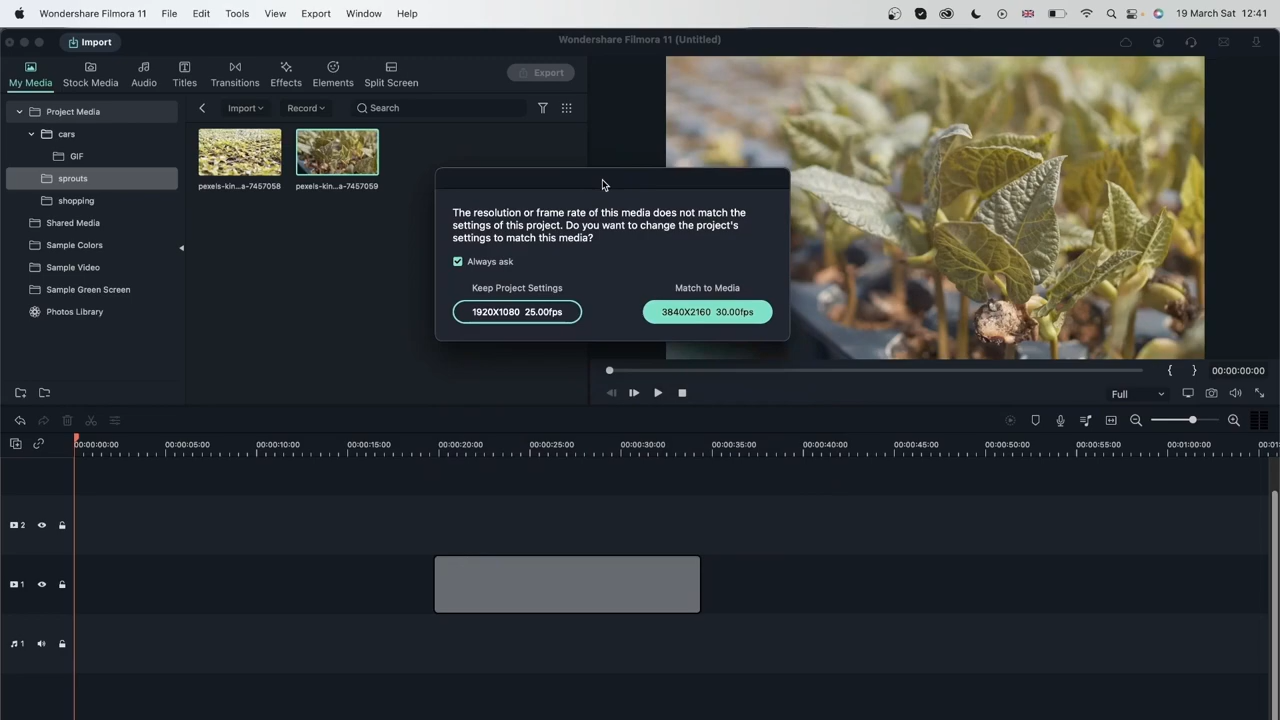 Wondershare Filmora 11 File Edit Tools View Export Window Help 19 March Sat 12:41
Import Wondershare Filmora 11 (Untitled)
My Media Stock Media Audio Titles Transitions Effects Elements Split Screen Export
Project Media Import Record Search
cars
GIF
sprouts
shopping
Shared Media
Sample Colors
Sample Video
Sample Green Screen
Photos Library
pexels-kin...a-7457058 pexels-kin...a-7457059
The resolution or frame rate of this media does not match the
settings of this project. Do you want to change the project's
settings to match this media?
Always ask
Keep Project Settings Match to Media
1920X1080 25.00fps 3840X2160 30.00fps
{ } 00:00:00:00
Full
00:00:00:00 00:00:05:00 00:00:10:00 00:00:15:00 00:00:20:00 00:00:25:00 00:00:30:00 00:00:35:00 00:00:40:00 00:00:45:00 00:00:50:00 00:00:55:00 00:01:00:00
2
1
1